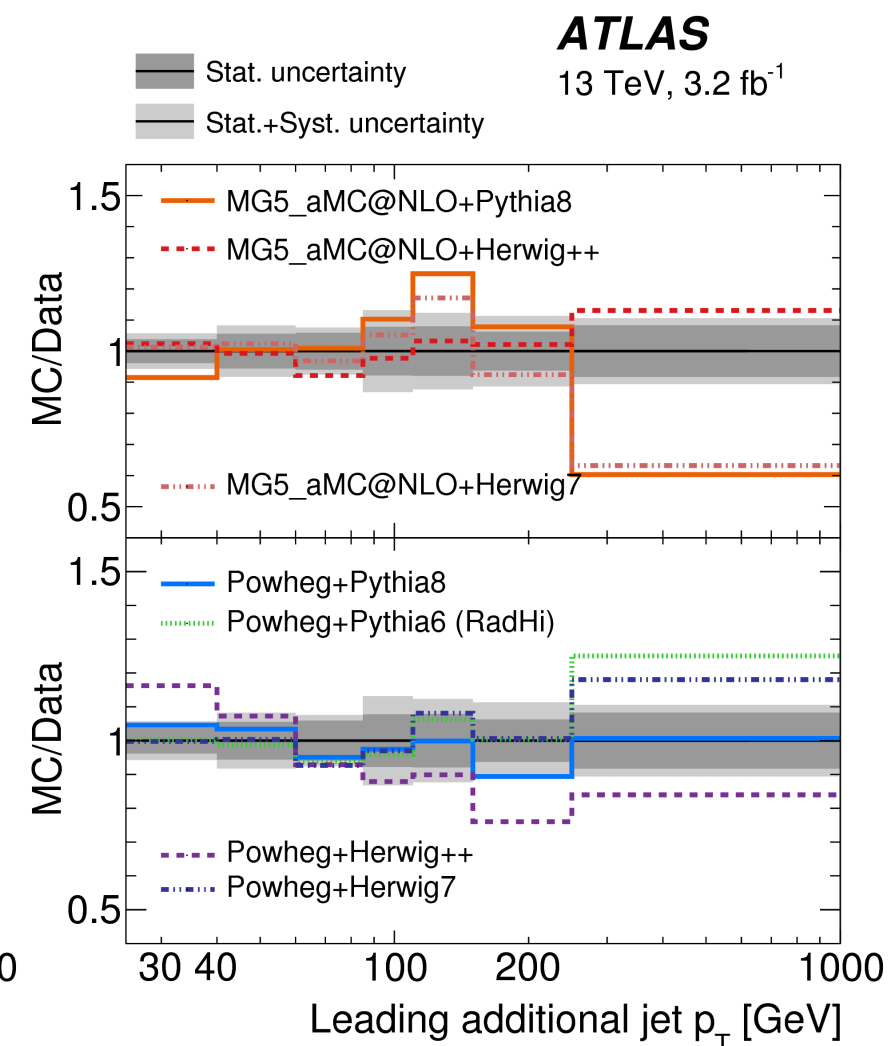 ATLAS
Stat. uncertainty
13 TeV, 3.2 fb-1
Stat.+Syst. uncertainty
1.5
MG5_aMC@NLO+Pythia8
MG5_aMC@NLO+Herwig++
MC/Data
1
MG5_aMC@NLO+Herwig7
0.5
1.5
Powheg+Pythia8
Powheg+Pythia6 (RadHi)
MC/Data
1
Powheg+Herwig++
Powheg+Herwig7
0.5
0 30 40 100 200 1000
Leading additional jet pT [GeV]